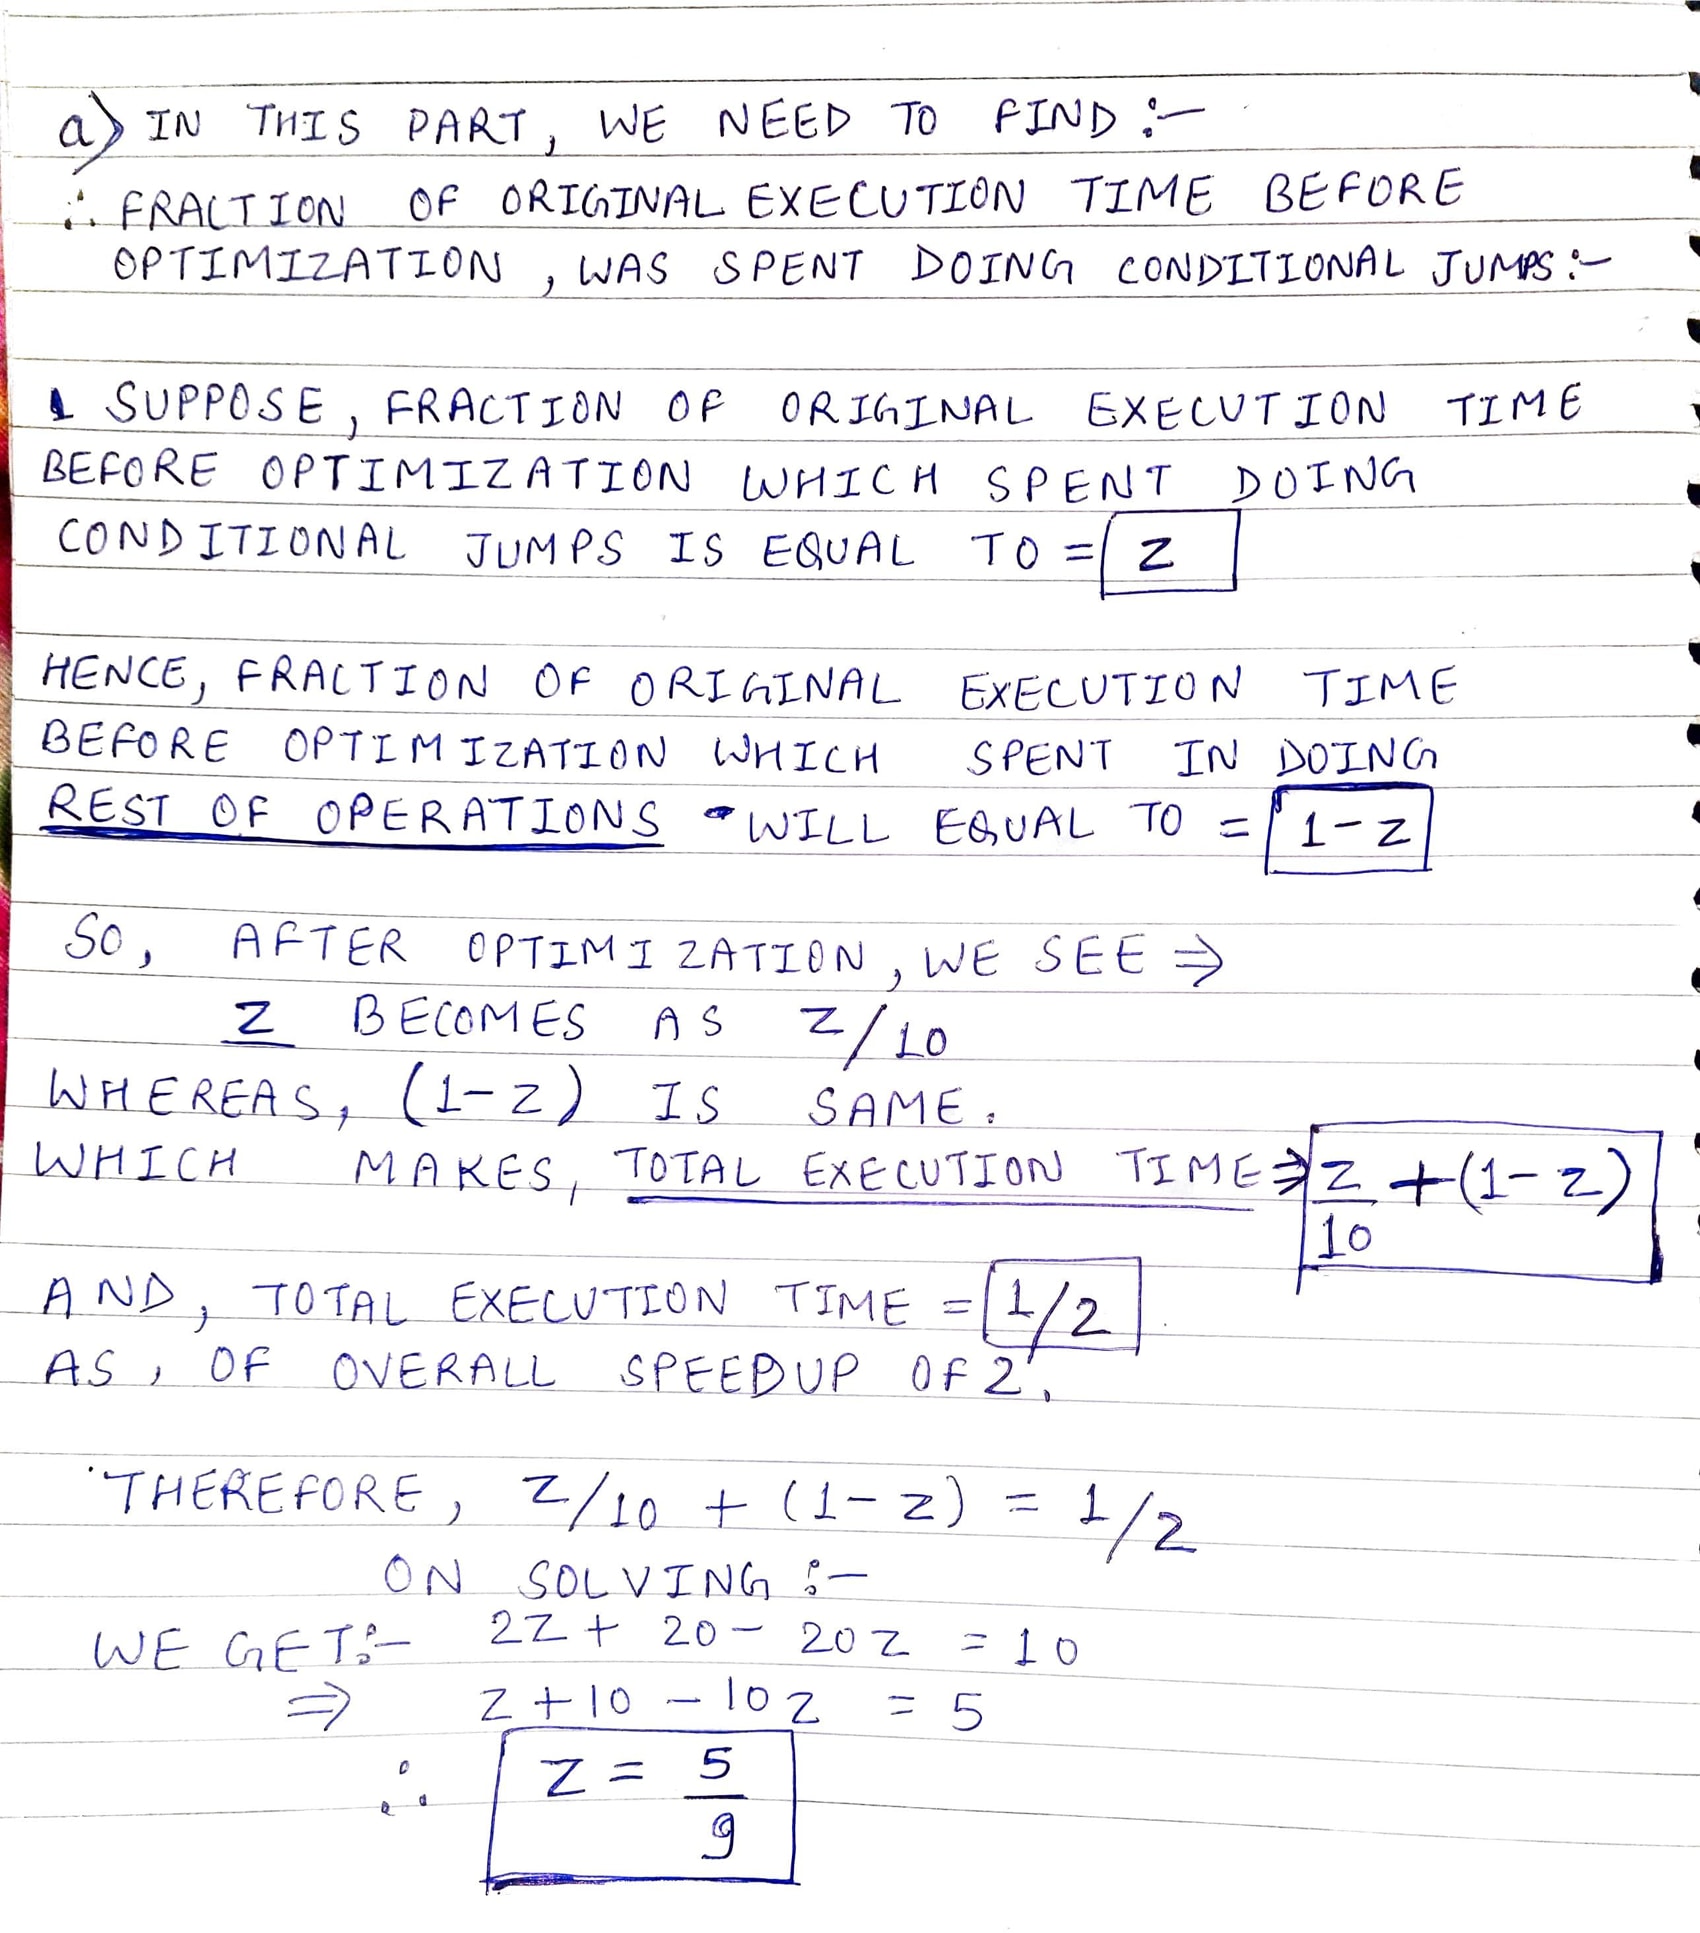 a) IN THIS PART, WE NEED TO FIND :-
∴ FRACTION OF ORIGINAL EXECUTION TIME BEFORE
OPTIMIZATION , WAS SPENT DOING CONDITIONAL JUMPS :-
SUPPOSE, FRACTION OF ORIGINAL EXECUTION TIME
BEFORE OPTIMIZATION WHICH SPENT DOING
CONDITIONAL JUMPS IS EQUAL TO = Z
HENCE, FRACTION OF ORIGINAL EXECUTION TIME
BEFORE OPTIMIZATION WHICH SPENT IN DOING
REST OF OPERATIONS WILL EQUAL TO = 1-Z
SO, AFTER OPTIMIZATION, WE SEE ⇒
Z BECOMES AS Z/10
WHEREAS, (1-Z) IS SAME.
WHICH MAKES, TOTAL EXECUTION TIME ⇒ Z/10 + (1-Z)
AND, TOTAL EXECUTION TIME = 1/2
AS, OF OVERALL SPEEDUP OF 2.
THEREFORE, Z/10 + (1-Z) = 1/2
ON SOLVING :-
WE GET:- 2Z + 20 - 20Z = 10
⇒ Z + 10 - 10Z = 5
∴ Z = 5/9